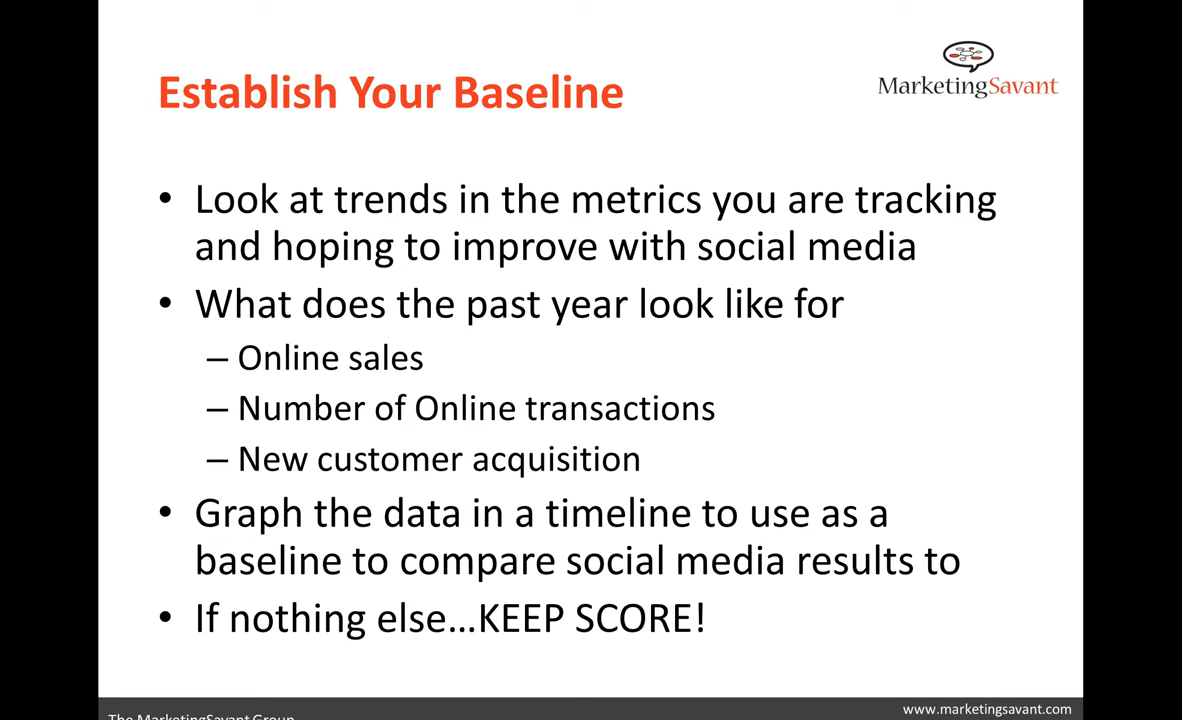 Establish Your Baseline
MarketingSavant
• Look at trends in the metrics you are tracking
and hoping to improve with social media
• What does the past year look like for
– Online sales
– Number of Online transactions
– New customer acquisition
• Graph the data in a timeline to use as a
baseline to compare social media results to
• If nothing else...KEEP SCORE!
The MarketingSavant Group
www.marketingsavant.com